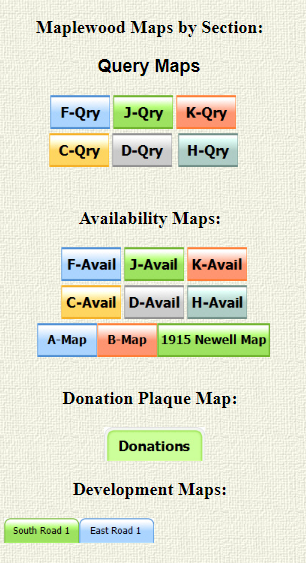 Maplewood Maps by Section:
Query Maps
F-Qry J-Qry K-Qry
C-Qry D-Qry H-Qry
Availability Maps:
F-Avail J-Avail K-Avail
C-Avail D-Avail H-Avail
A-Map B-Map 1915 Newell Map
Donation Plaque Map:
Donations
Development Maps:
South Road 1 East Road 1